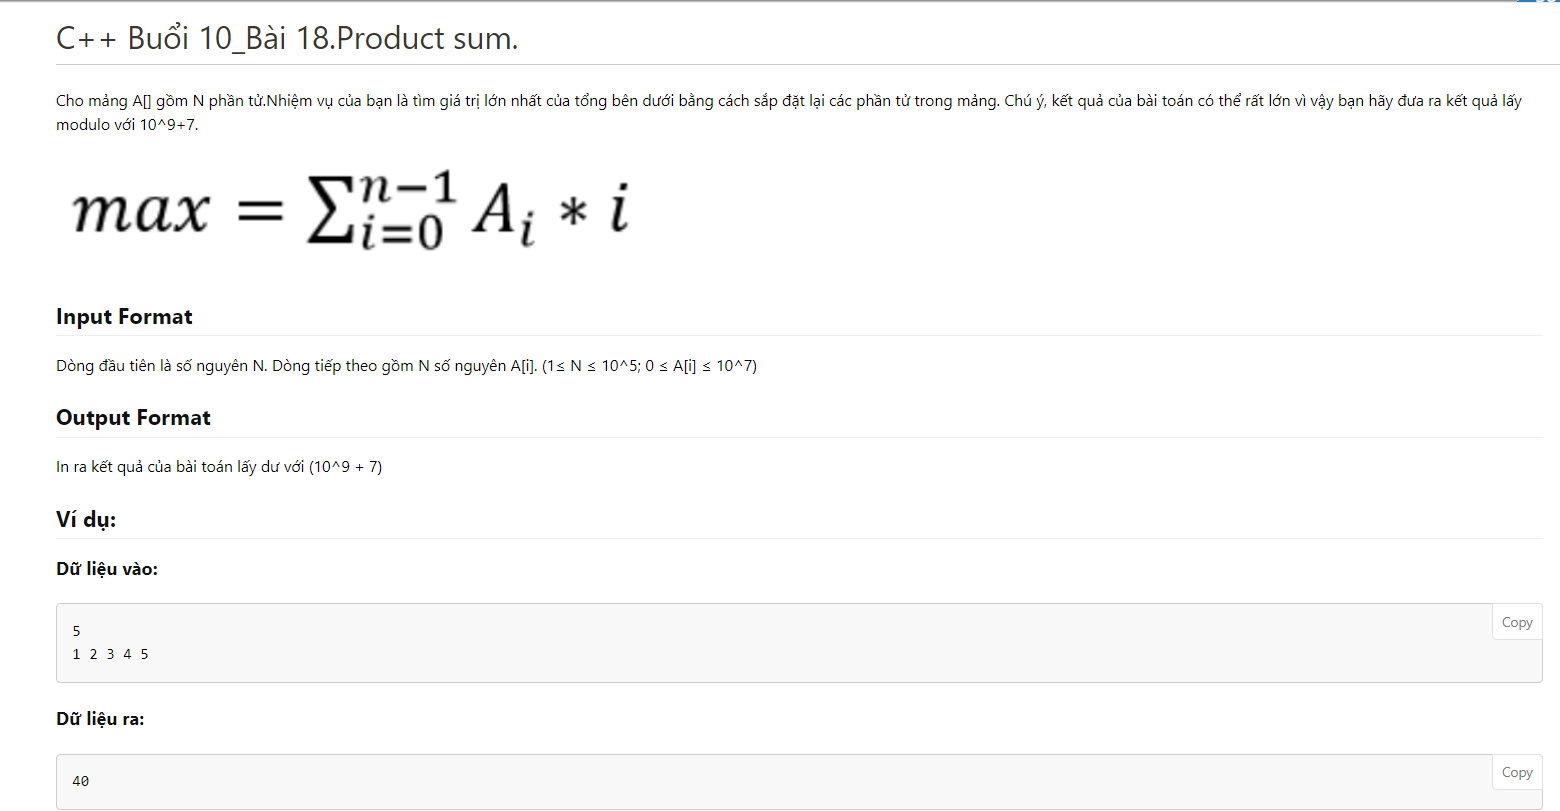 C++ Buổi 10_Bài 18.Product sum.
Cho mảng A[] gồm N phần tử.Nhiệm vụ của bạn là tìm giá trị lớn nhất của tổng bên dưới bằng cách sắp đặt lại các phần tử trong mảng. Chú ý, kết quả của bài toán có thể rất lớn vì vậy bạn hãy đưa ra kết quả lấy
modulo với 10^9+7.
max = ∑_{i=0}^{n−1} A_i * i
Input Format
Dòng đầu tiên là số nguyên N. Dòng tiếp theo gồm N số nguyên A[i]. (1≤ N ≤ 10^5; 0 ≤ A[i] ≤ 10^7)
Output Format
In ra kết quả của bài toán lấy dư với (10^9 + 7)
Ví dụ:
Dữ liệu vào:
Copy
5
1 2 3 4 5
Dữ liệu ra:
Copy
40